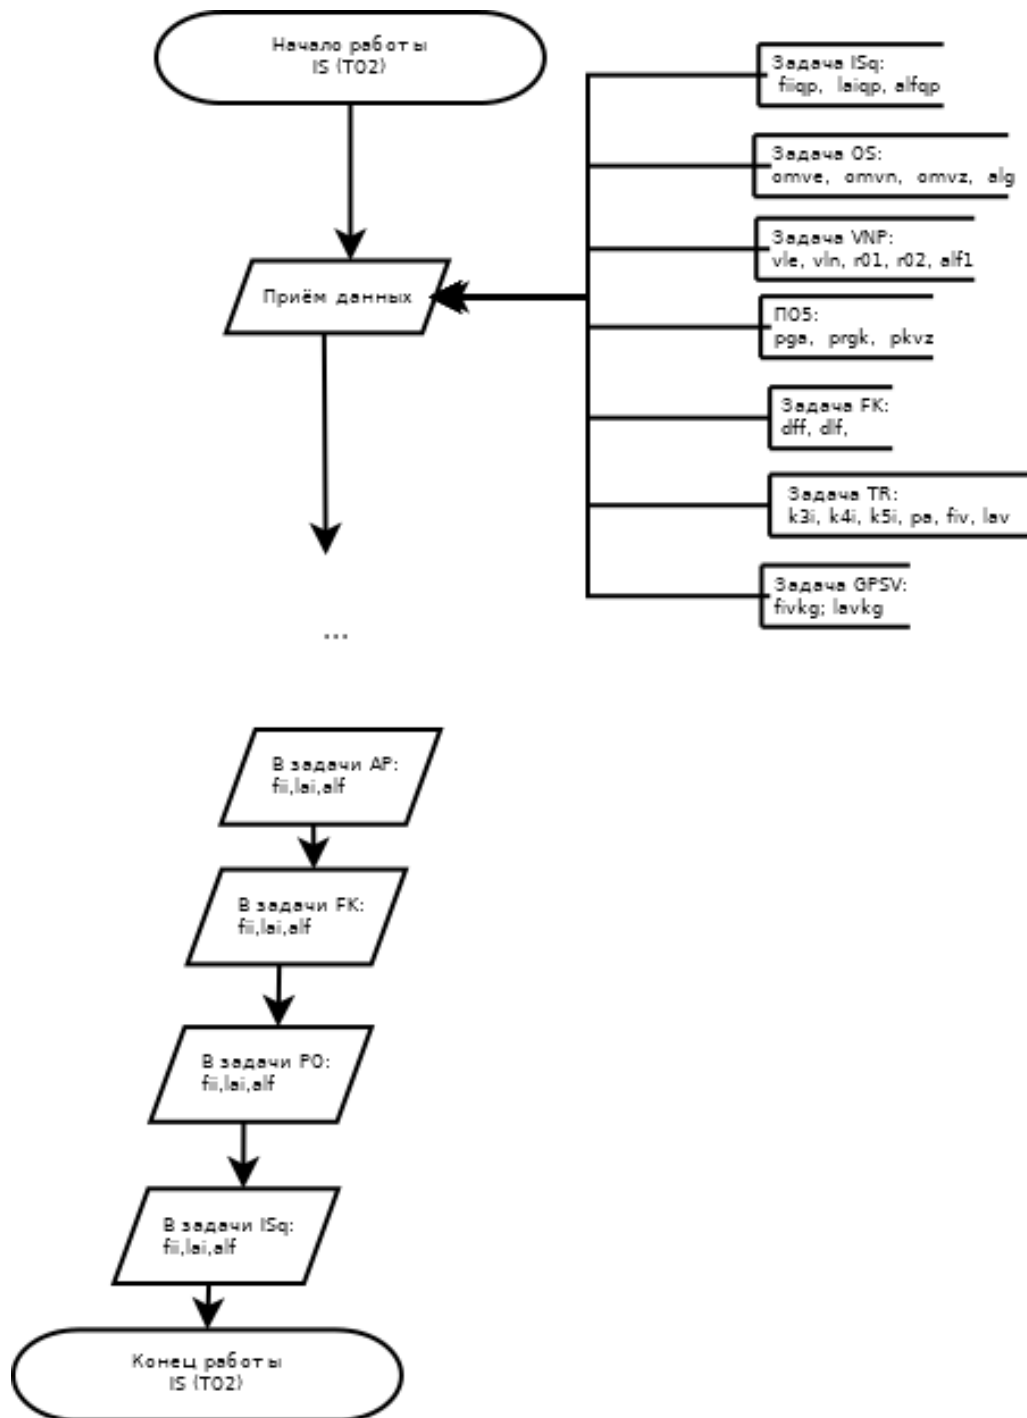 Начало работы
IS (T02)
Задача ISq:
fiiqp, laiqp, alfqp
Задача OS:
omve, omvn, omvz, alg
Задача VNP:
vle, vln, r01, r02, alf1
Приём данных
ПО5:
pga, prgk, pkvz
Задача FK:
dff, dlf,
Задача TR:
k3i, k4i, k5i, pa, fiv, lav
Задача GPSV:
fivkg; lavkg
...
В задачи AP:
fii,lai,alf
В задачи FK:
fii,lai,alf
В задачи PO:
fii,lai,alf
В задачи ISq:
fii,lai,alf
Конец работы
IS (T02)